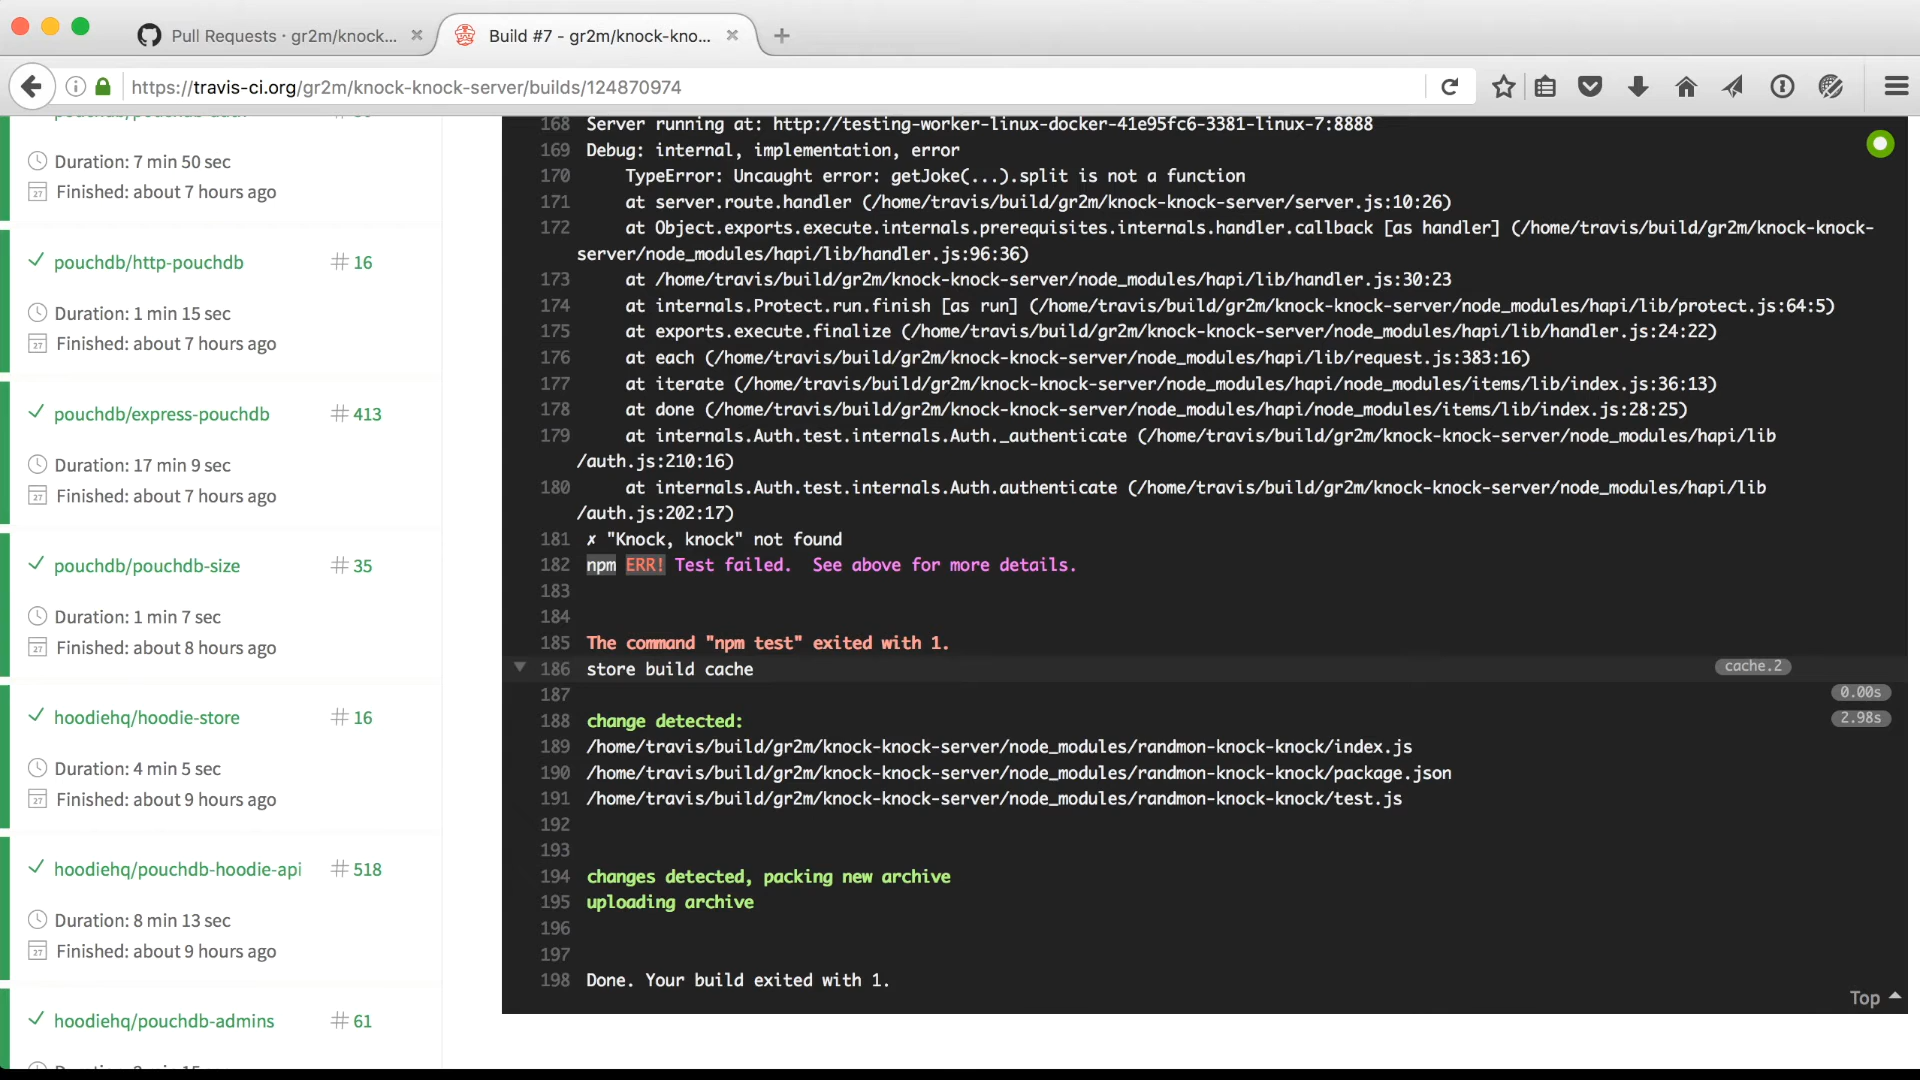 Pull Requests · gr2m/knock...
Build #7 - gr2m/knock-kno...
https://travis-ci.org/gr2m/knock-knock-server/builds/124870974
Duration: 7 min 50 sec
Finished: about 7 hours ago
pouchdb/http-pouchdb # 16
Duration: 1 min 15 sec
Finished: about 7 hours ago
pouchdb/express-pouchdb # 413
Duration: 17 min 9 sec
Finished: about 7 hours ago
pouchdb/pouchdb-size # 35
Duration: 1 min 7 sec
Finished: about 8 hours ago
hoodiehq/hoodie-store # 16
Duration: 4 min 5 sec
Finished: about 9 hours ago
hoodiehq/pouchdb-hoodie-api # 518
Duration: 8 min 13 sec
Finished: about 9 hours ago
hoodiehq/pouchdb-admins # 61
168 Server running at: http://testing-worker-linux-docker-41e95fc6-3381-linux-7:8888
169 Debug: internal, implementation, error
170 TypeError: Uncaught error: getJoke(...).split is not a function
171 at server.route.handler (/home/travis/build/gr2m/knock-knock-server/server.js:10:26)
172 at Object.exports.execute.internals.prerequisites.internals.handler.callback [as handler] (/home/travis/build/gr2m/knock-knock-
server/node_modules/hapi/lib/handler.js:96:36)
173 at /home/travis/build/gr2m/knock-knock-server/node_modules/hapi/lib/handler.js:30:23
174 at internals.Protect.run.finish [as run] (/home/travis/build/gr2m/knock-knock-server/node_modules/hapi/lib/protect.js:64:5)
175 at exports.execute.finalize (/home/travis/build/gr2m/knock-knock-server/node_modules/hapi/lib/handler.js:24:22)
176 at each (/home/travis/build/gr2m/knock-knock-server/node_modules/hapi/lib/request.js:383:16)
177 at iterate (/home/travis/build/gr2m/knock-knock-server/node_modules/hapi/node_modules/items/lib/index.js:36:13)
178 at done (/home/travis/build/gr2m/knock-knock-server/node_modules/hapi/node_modules/items/lib/index.js:28:25)
179 at internals.Auth.test.internals.Auth._authenticate (/home/travis/build/gr2m/knock-knock-server/node_modules/hapi/lib
/auth.js:210:16)
180 at internals.Auth.test.internals.Auth.authenticate (/home/travis/build/gr2m/knock-knock-server/node_modules/hapi/lib
/auth.js:202:17)
181 ✗ "Knock, knock" not found
182 npm ERR! Test failed.  See above for more details.
183
184
185 The command "npm test" exited with 1.
186 store build cache cache.2
187 0.00s
188 change detected: 2.98s
189 /home/travis/build/gr2m/knock-knock-server/node_modules/randmon-knock-knock/index.js
190 /home/travis/build/gr2m/knock-knock-server/node_modules/randmon-knock-knock/package.json
191 /home/travis/build/gr2m/knock-knock-server/node_modules/randmon-knock-knock/test.js
192
193
194 changes detected, packing new archive
195 uploading archive
196
197
198 Done. Your build exited with 1.
Top